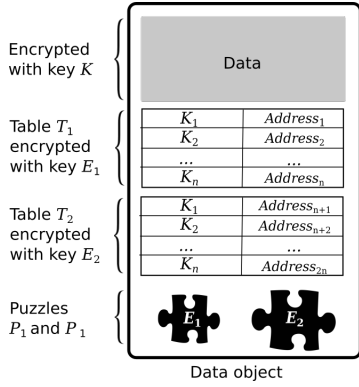 Encrypted
with key K
Data
Table T₁
encrypted
with key E₁
K₁ Address₁
K₂ Address₂
... ...
Kₙ Addressₙ
Table T₂
encrypted
with key E₂
K₁ Addressₙ₊₁
K₂ Addressₙ₊₂
... ...
Kₙ Address₂ₙ
Puzzles
P₁ and P₁
E₁
E₂
Data object